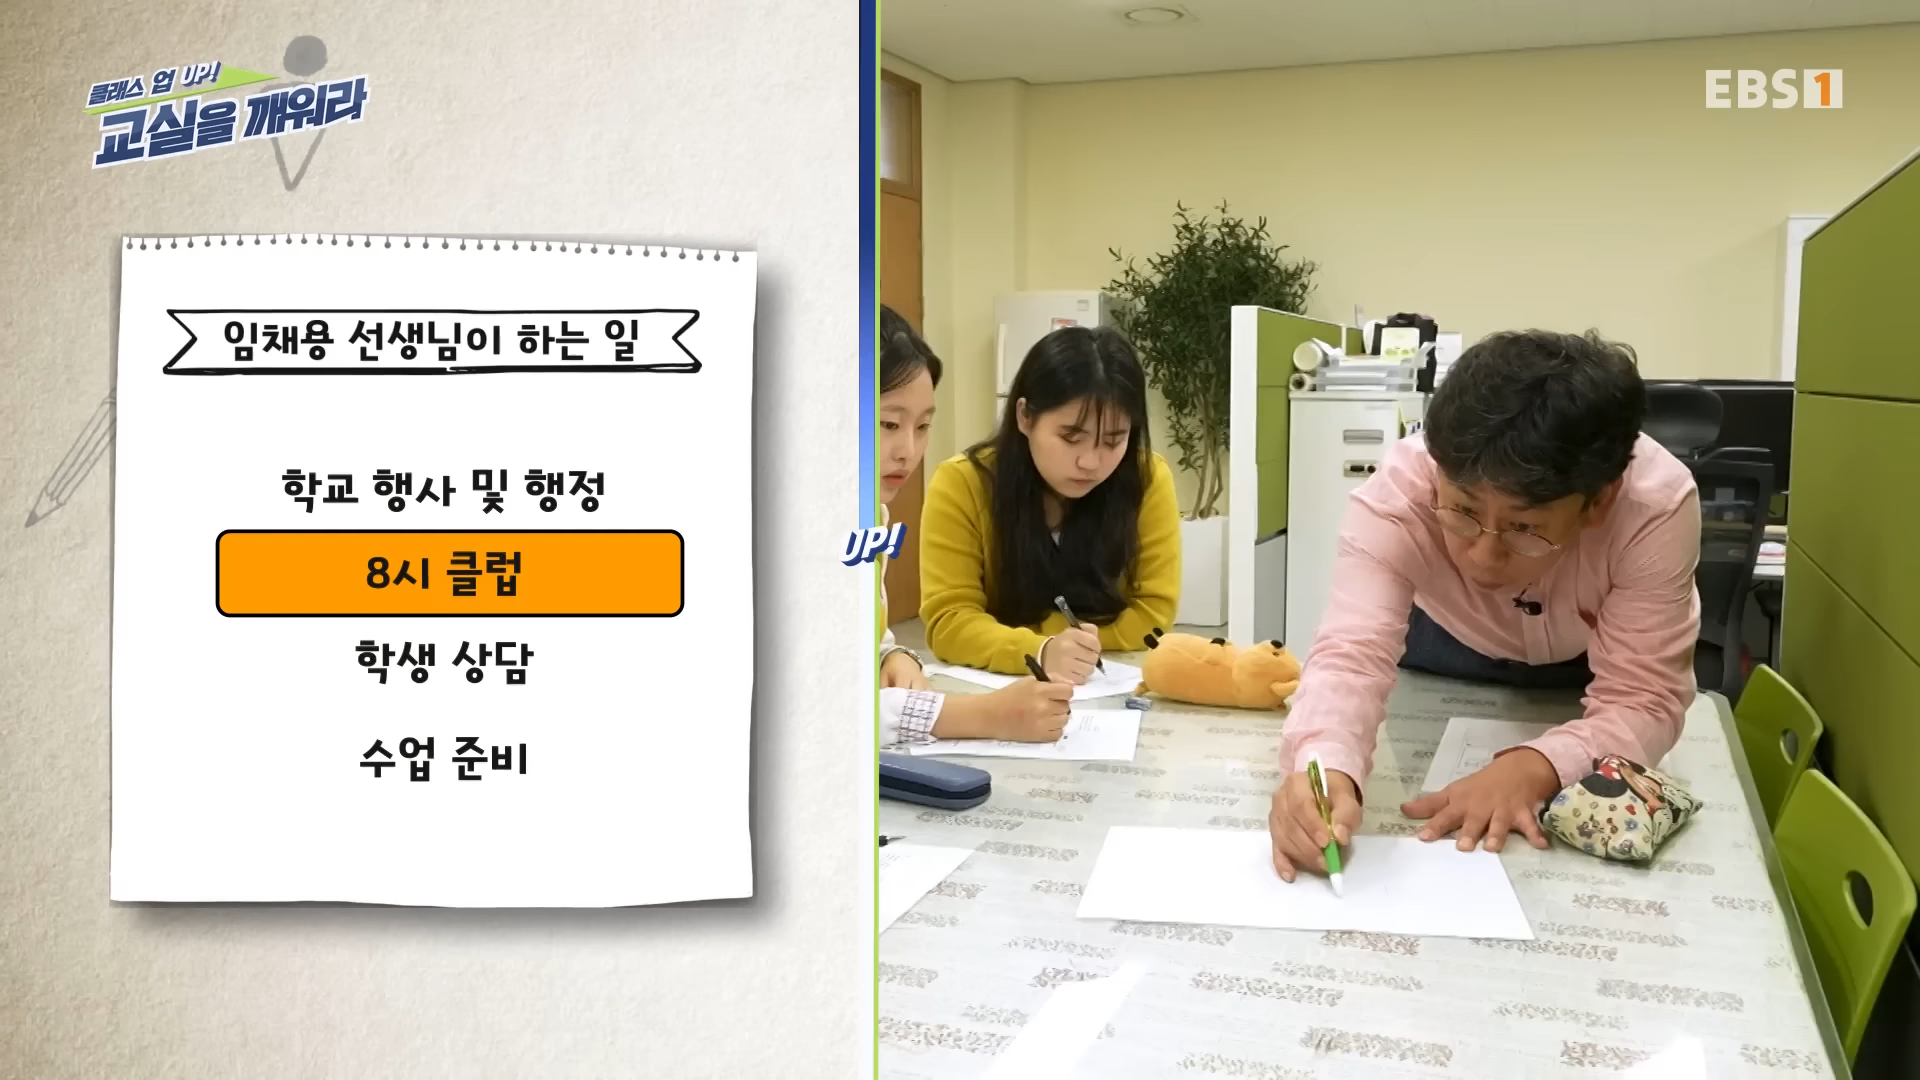 클래스 업 UP!
교실을 깨워라
EBS1
임채용 선생님이 하는 일
학교 행사 및 행정
8시 클럽
학생 상담
수업 준비
UP!